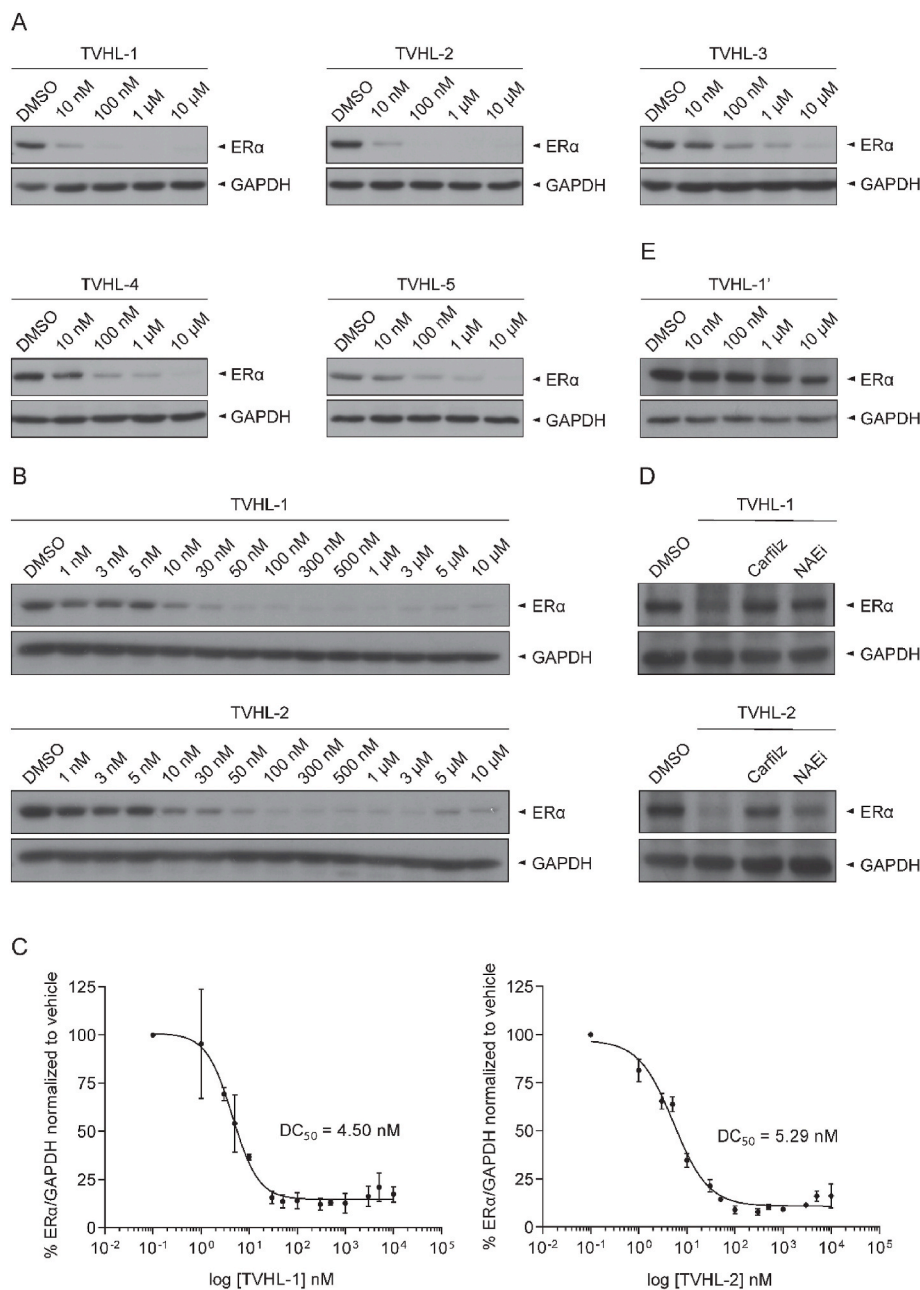 A
TVHL-1
DMSO 10 nM 100 nM 1 µM 10 µM
ERα
GAPDH
TVHL-2
DMSO 10 nM 100 nM 1 µM 10 µM
ERα
GAPDH
TVHL-3
DMSO 10 nM 100 nM 1 µM 10 µM
ERα
GAPDH
TVHL-4
DMSO 10 nM 100 nM 1 µM 10 µM
ERα
GAPDH
TVHL-5
DMSO 10 nM 100 nM 1 µM 10 µM
ERα
GAPDH
E
TVHL-1'
DMSO 10 nM 100 nM 1 µM 10 µM
ERα
GAPDH
B
TVHL-1
DMSO 1 nM 3 nM 5 nM 10 nM 30 nM 50 nM 100 nM 300 nM 500 nM 1 µM 3 µM 5 µM 10 µM
ERα
GAPDH
TVHL-2
DMSO 1 nM 3 nM 5 nM 10 nM 30 nM 50 nM 100 nM 300 nM 500 nM 1 µM 3 µM 5 µM 10 µM
ERα
GAPDH
D
TVHL-1
DMSO Carfilz NAEi
ERα
GAPDH
TVHL-2
DMSO Carfilz NAEi
ERα
GAPDH
C
% ERα/GAPDH normalized to vehicle
125
100
75
50
25
0
DC50 = 4.50 nM
10-2 10-1 100 101 102 103 104 105
log [TVHL-1] nM
% ERα/GAPDH normalized to vehicle
125
100
75
50
25
0
DC50 = 5.29 nM
10-2 10-1 100 101 102 103 104 105
log [TVHL-2] nM